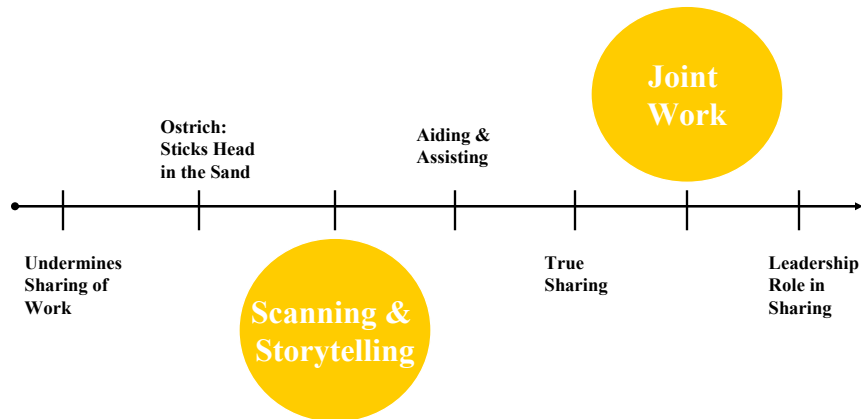 Joint
Work
Ostrich:
Sticks Head
in the Sand
Aiding &
Assisting
Undermines
Sharing of
Work
Scanning &
Storytelling
True
Sharing
Leadership
Role in
Sharing